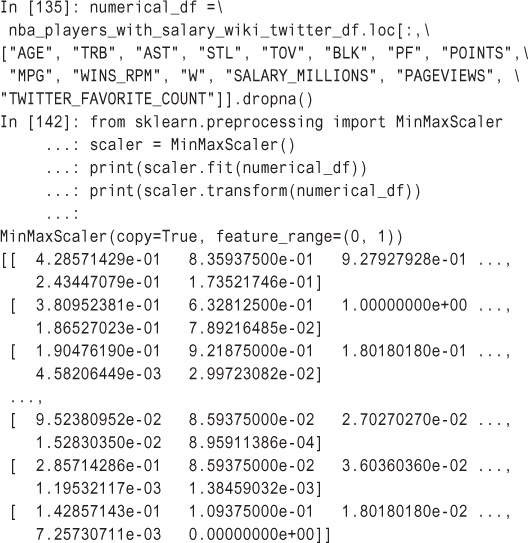 In [135]: numerical_df =\
nba_players_with_salary_wiki_twitter_df.loc[:,\
["AGE", "TRB", "AST", "STL", "TOV", "BLK", "PF", "POINTS",\
"MPG", "WINS_RPM", "W", "SALARY_MILLIONS", "PAGEVIEWS", \
"TWITTER_FAVORITE_COUNT"]].dropna()
In [142]: from sklearn.preprocessing import MinMaxScaler
...: scaler = MinMaxScaler()
...: print(scaler.fit(numerical_df))
...: print(scaler.transform(numerical_df))
...:
MinMaxScaler(copy=True, feature_range=(0, 1))
[[ 4.28571429e-01 8.35937500e-01 9.27927928e-01 ...,
2.43447079e-01 1.73521746e-01]
[ 3.80952381e-01 6.32812500e-01 1.00000000e+00 ...,
1.86527023e-01 7.89216485e-02]
[ 1.90476190e-01 9.21875000e-01 1.80180180e-01 ...,
4.58206449e-03 2.99723082e-02]
...,
[ 9.52380952e-02 8.59375000e-02 2.70270270e-02 ...,
1.52830350e-02 8.95911386e-04]
[ 2.85714286e-01 8.59375000e-02 3.60360360e-02 ...,
1.19532117e-03 1.38459032e-03]
[ 1.42857143e-01 1.09375000e-01 1.80180180e-02 ...,
7.25730711e-03 0.00000000e+00]]